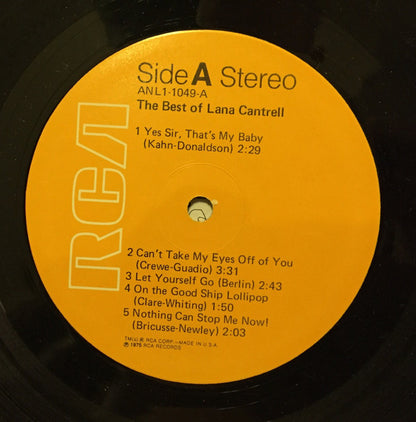 Side A Stereo
ANL1-1049-A
The Best of Lana Cantrell
1 Yes Sir, That's My Baby
(Kahn-Donaldson) 2:29
RCA
2 Can't Take My Eyes Off of You
(Crewe-Guadio) 3:31
3 Let Yourself Go (Berlin) 2:43
4 On the Good Ship Lollipop
(Clare-Whiting) 1:50
5 Nothing Can Stop Me Now!
(Bricusse-Newley) 2:03
TM(s) ® RCA CORP.—MADE IN U.S.A.
℗ 1975 RCA RECORDS